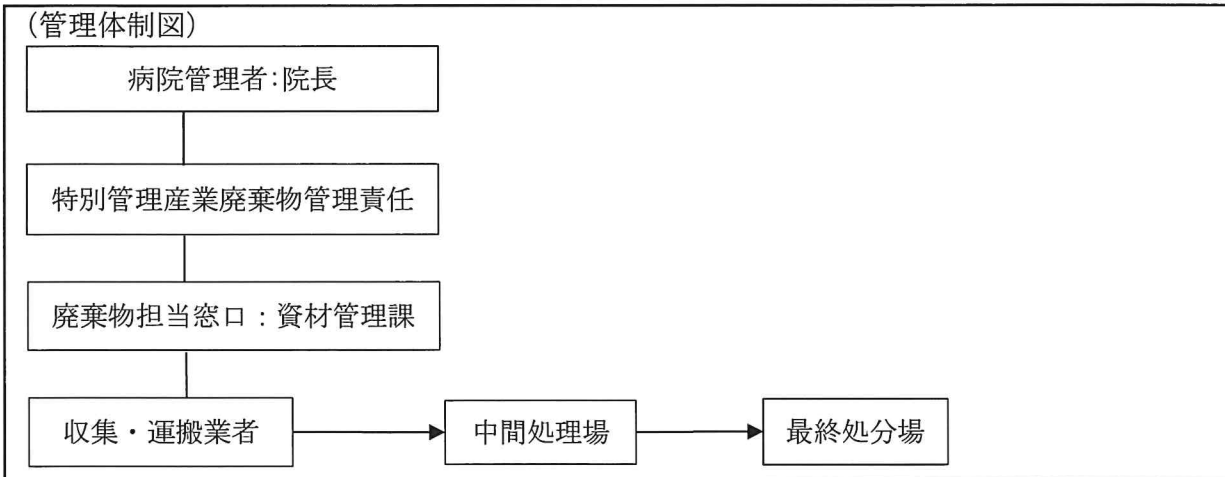 （管理体制図）
病院管理者：院長
特別管理産業廃棄物管理責任
廃棄物担当窓口：資材管理課
収集・運搬業者
中間処理場
最終処分場